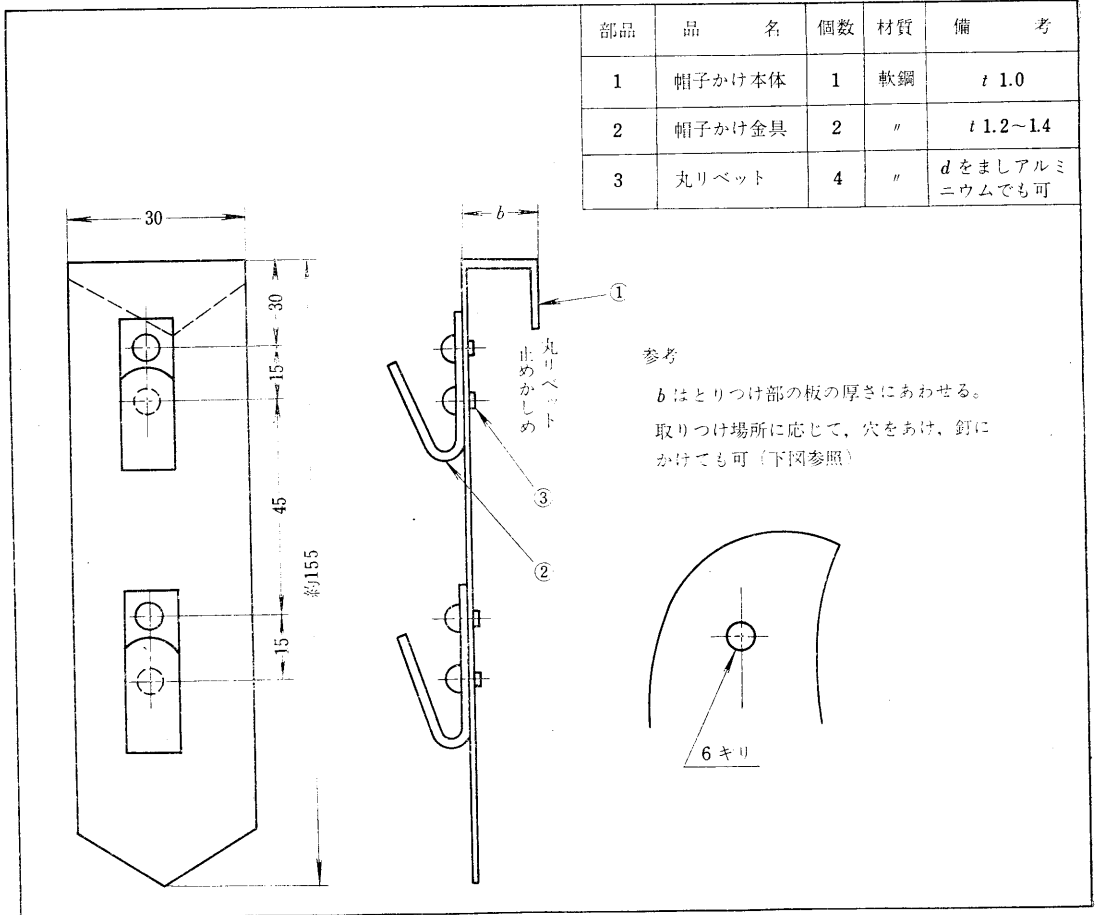 部品 品名 個数 材質 備考
1 帽子かけ本体 1 軟鋼 t 1.0
2 帽子かけ金具 2 〃 t 1.2~1.4
3 丸リベット 4 〃 dをましアルミ
ニウムでも可
30
b
30
15
45
15
約155
①
丸リベット
止めかしめ
③
②
参考
bはとりつけ部の板の厚さにあわせる。
取りつけ場所に応じて，穴をあけ，釘に
かけても可（下図参照）
6キリ